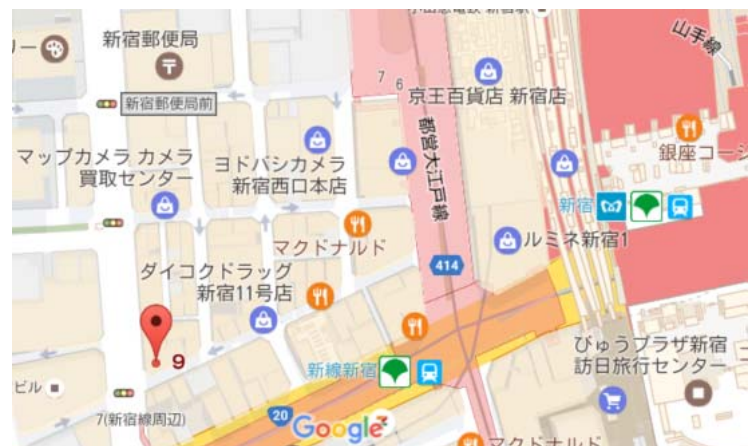 新宿郵便局
リー
7 6
新宿郵便局前
京王百貨店 新宿店
山手線
都営大江戸線
マップカメラ カメラ
買取センター
ヨドバシカメラ
新宿西口本店
銀座コージ
新宿
マクドナルド
ルミネ新宿1
414
ダイコクドラッグ
新宿11号店
9
新線新宿
びゅうプラザ新宿
訪日旅行センター
ビル
7(新宿線周辺)
20
Google
マクドナルド